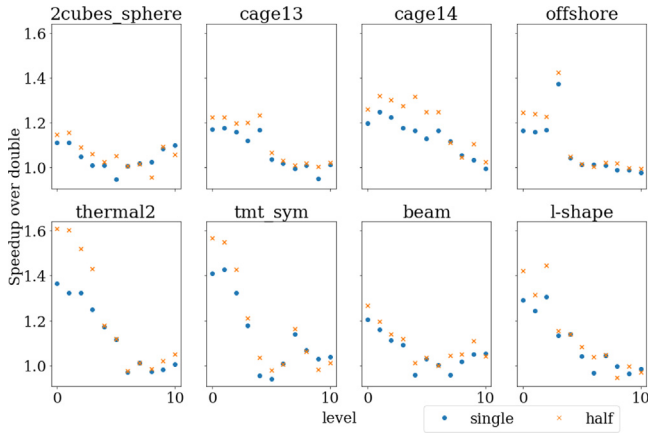 2cubes_sphere
cage13
cage14
offshore
1.6
1.4
1.2
1.0
Speedup over double
thermal2
tmt_sym
beam
l-shape
1.6
1.4
1.2
1.0
0 10
0 10
0 10
0 10
level
single half